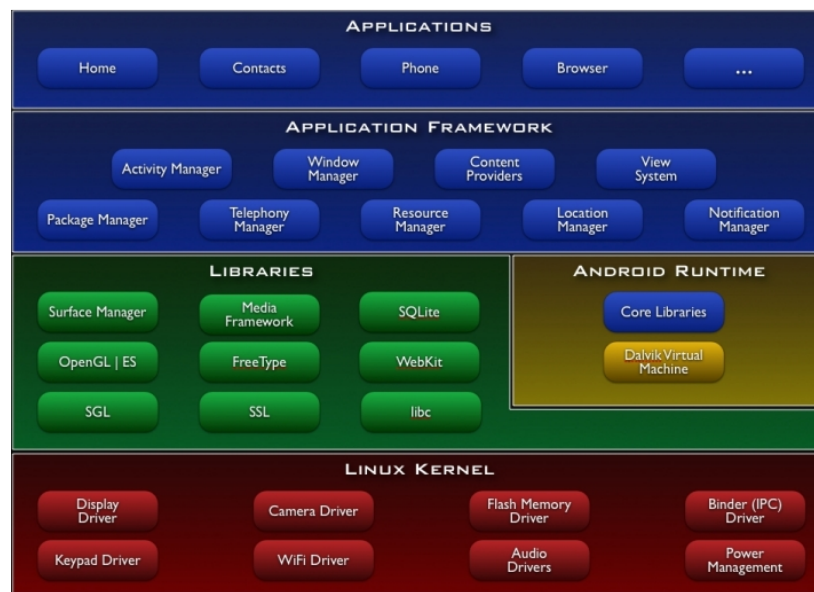 APPLICATIONS
Home
Contacts
Phone
Browser
...
APPLICATION FRAMEWORK
Activity Manager
Window
Manager
Content
Providers
View
System
Package Manager
Telephony
Manager
Resource
Manager
Location
Manager
Notification
Manager
LIBRARIES
Surface Manager
Media
Framework
SQLite
OpenGL | ES
FreeType
WebKit
SGL
SSL
libc
ANDROID RUNTIME
Core Libraries
Dalvik Virtual
Machine
LINUX KERNEL
Display
Driver
Camera Driver
Flash Memory
Driver
Binder (IPC)
Driver
Keypad Driver
WiFi Driver
Audio
Drivers
Power
Management